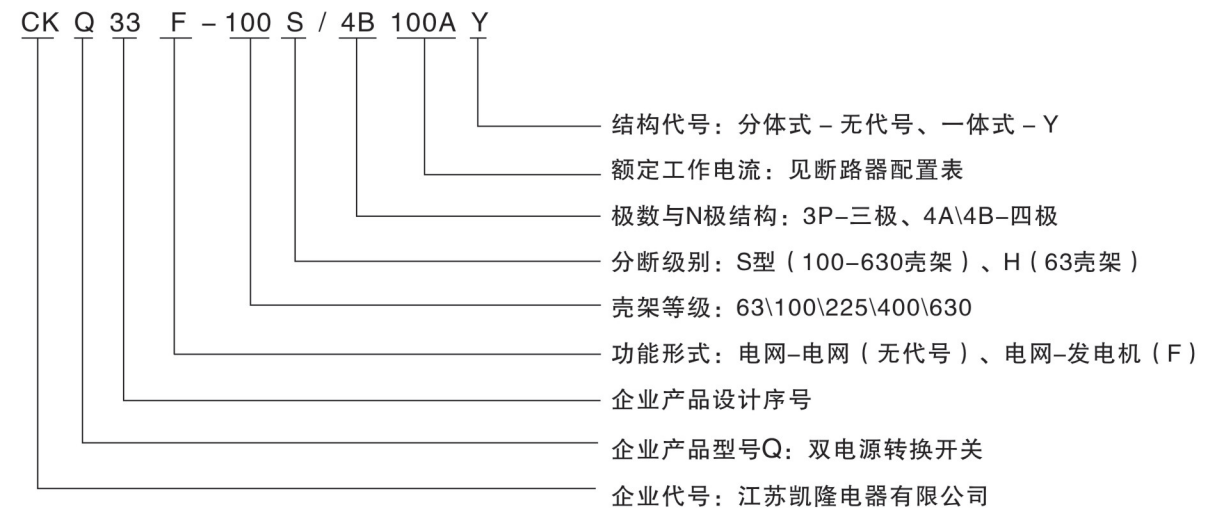 CK Q 33 F – 100 S / 4B 100A Y
结构代号：分体式 – 无代号、一体式 – Y
额定工作电流：见断路器配置表
极数与N极结构：3P–三极、4A\4B–四极
分断级别：S型（100–630壳架）、H（63壳架）
壳架等级：63\100\225\400\630
功能形式：电网–电网（无代号）、电网–发电机（F）
企业产品设计序号
企业产品型号Q：双电源转换开关
企业代号：江苏凯隆电器有限公司